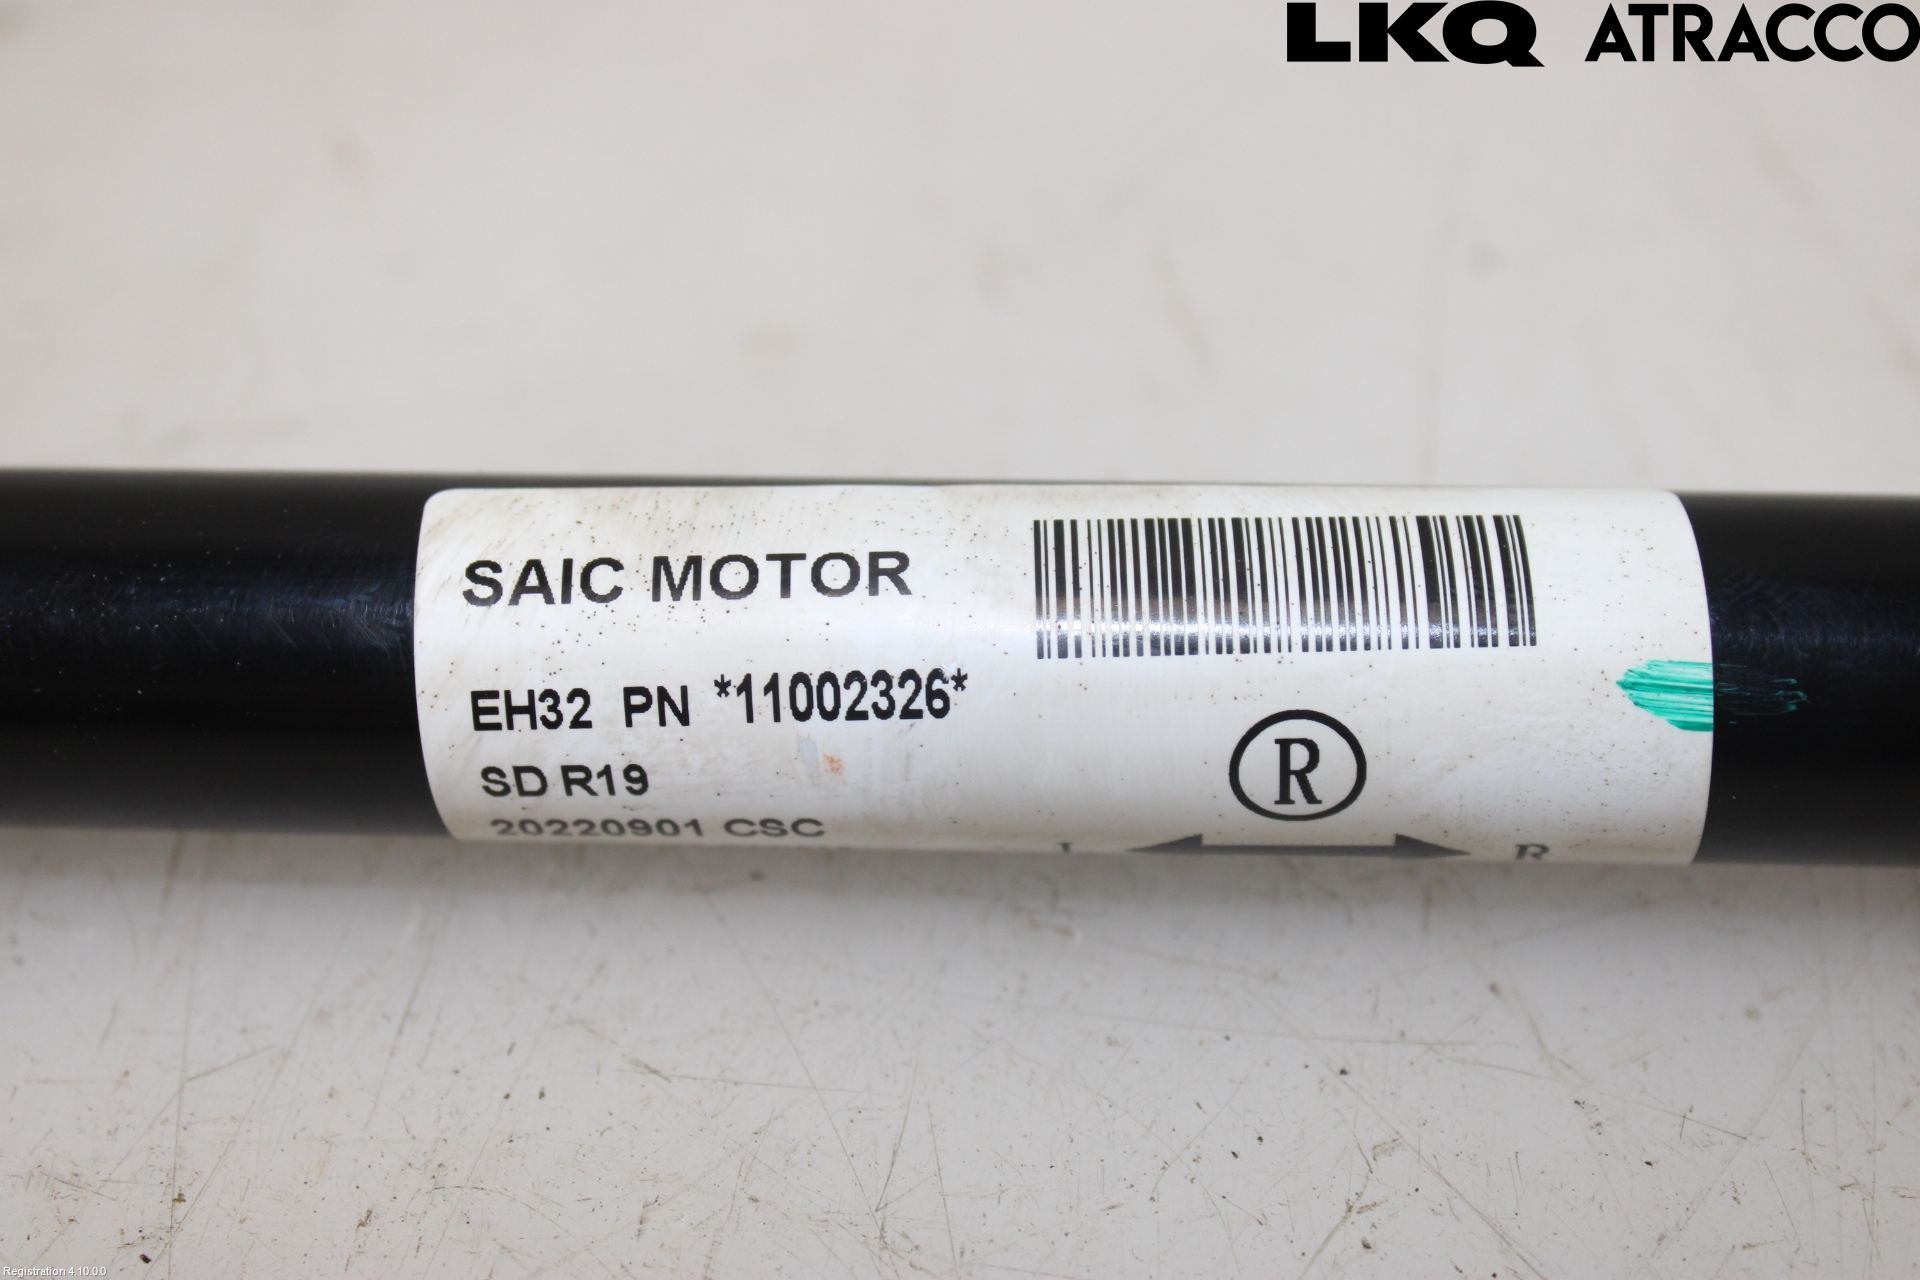 LKQ ATRACCO
SAIC MOTOR
EH32 PN *11002326*
SD R19
20220901 CSC
R
R
Registration 4.10.0.0